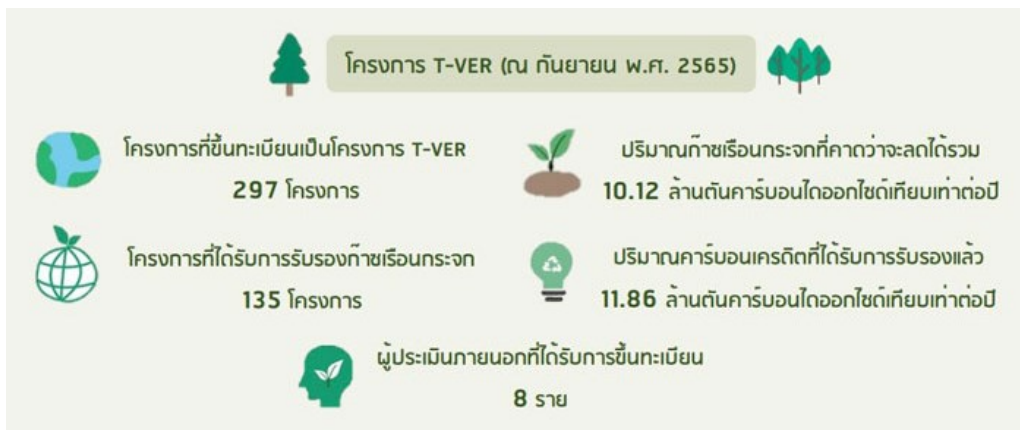 โครงการ T-VER (ณ กันยายน พ.ศ. 2565)
โครงการที่ขึ้นทะเบียนเป็นโครงการ T-VER
297 โครงการ
ปริมาณก๊าซเรือนกระจกที่คาดว่าจะลดได้รวม
10.12 ล้านตันคาร์บอนไดออกไซด์เทียบเท่าต่อปี
โครงการที่ได้รับการรับรองก๊าซเรือนกระจก
135 โครงการ
ปริมาณคาร์บอนเครดิตที่ได้รับการรับรองแล้ว
11.86 ล้านตันคาร์บอนไดออกไซด์เทียบเท่าต่อปี
ผู้ประเมินภายนอกที่ได้รับการขึ้นทะเบียน
8 ราย